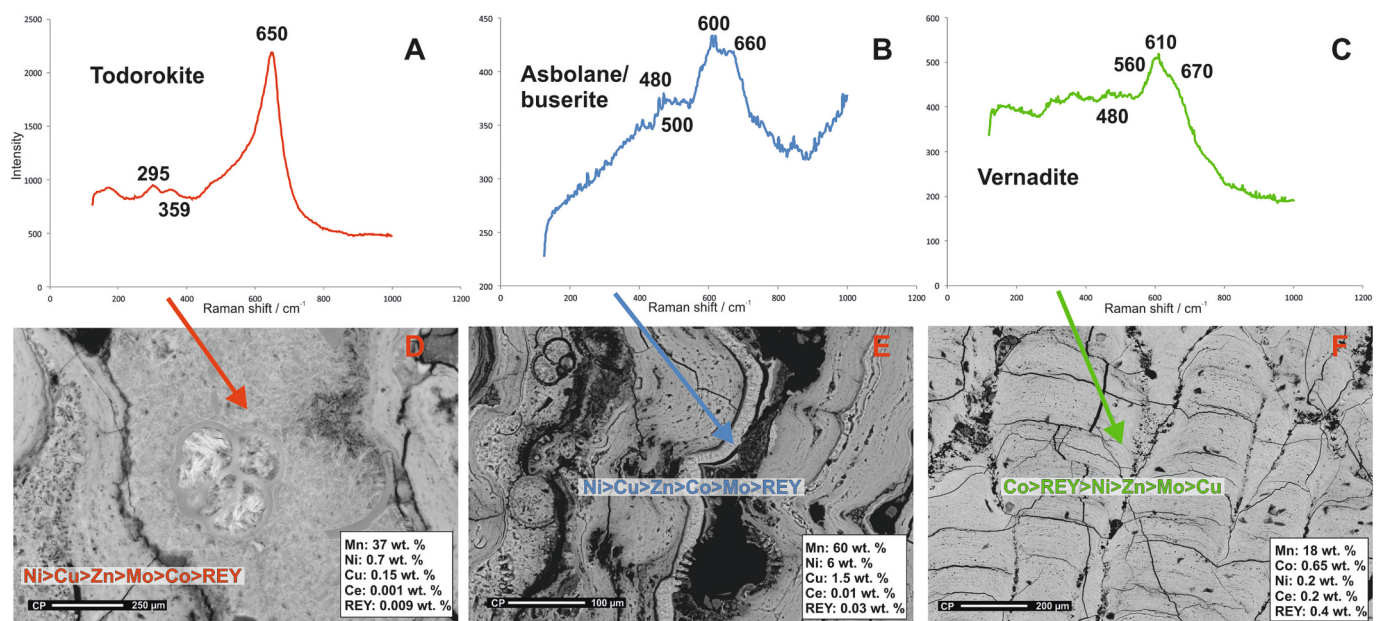 A
Todorokite
650
295
359
Intensity
2500
2000
1500
1000
500
0
0
200
400
600
800
1000
1200
Raman shift / cm-1
B
Asbolane/
buserite
600
660
480
500
450
400
350
300
250
200
0
200
400
600
800
1000
1200
Raman shift / cm-1
C
Vernadite
610
560
670
480
600
500
400
300
200
100
0
0
200
400
600
800
1000
1200
Raman shift / cm-1
D
Ni>Cu>Zn>Mo>Co>REY
Mn: 37 wt. %
Ni: 0.7 wt. %
Cu: 0.15 wt. %
Ce: 0.001 wt. %
REY: 0.009 wt. %
CP
250 µm
E
Ni>Cu>Zn>Co>Mo>REY
Mn: 60 wt. %
Ni: 6 wt. %
Cu: 1.5 wt. %
Ce: 0.01 wt. %
REY: 0.03 wt. %
CP
100 µm
F
Co>REY>Ni>Zn>Mo>Cu
Mn: 18 wt. %
Co: 0.65 wt. %
Ni: 0.2 wt. %
Ce: 0.2 wt. %
REY: 0.4 wt. %
CP
200 µm